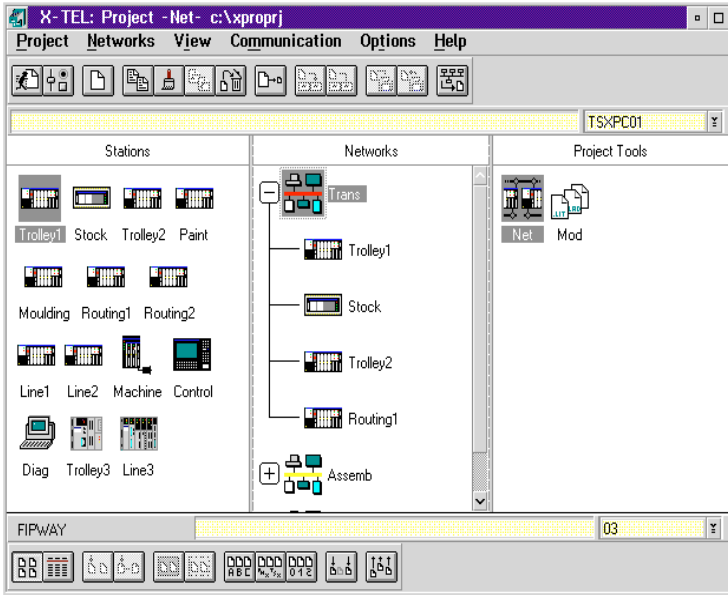 X-TEL: Project -Net- c:\xproprj
Project Networks View Communication Options Help
TSXPC01
Stations Networks Project Tools
Trans
Trolley1 Stock Trolley2 Paint
Net Mod
Trolley1
Moulding Routing1 Routing2
Stock
Trolley2
Line1 Line2 Machine Control
Routing1
Diag Trolley3 Line3
Assemb
FIPWAY
03
ABC
012